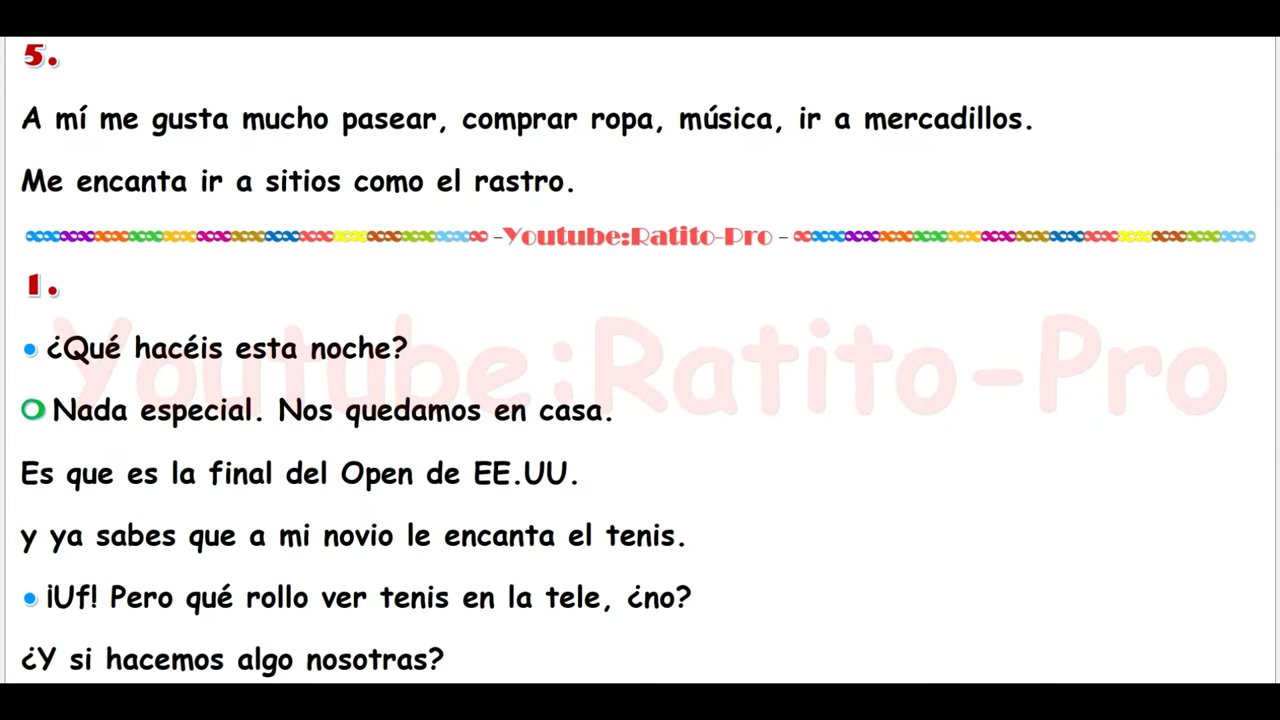 5.
A mí me gusta mucho pasear, comprar ropa, música, ir a mercadillos.
Me encanta ir a sitios como el rastro.
-Youtube:Ratito-Pro -
1.
• ¿Qué hacéis esta noche?
Nada especial. Nos quedamos en casa.
Es que es la final del Open de EE.UU.
y ya sabes que a mi novio le encanta el tenis.
• ¡Uf! Pero qué rollo ver tenis en la tele, ¿no?
¿Y si hacemos algo nosotras?
Youtube:Ratito-Pro